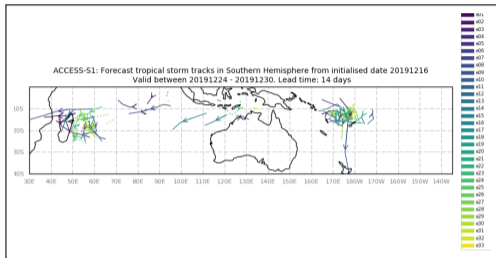 ACCESS-S1: Forecast tropical storm tracks in Southern Hemisphere from initialised date 20191216
Valid between 20191224 - 20191230. Lead time: 14 days
10S
20S
30S
40S
30E 40E 50E 60E 70E 80E 90E 100E 110E 120E 130E 140E 150E 160E 170E 180W 170W 160W 150W 140W
e01
e02
e03
e04
e05
e06
e07
e08
e09
e10
e11
e12
e13
e14
e15
e16
e17
e18
e19
e20
e21
e22
e23
e24
e25
e26
e27
e28
e29
e30
e31
e32
e33